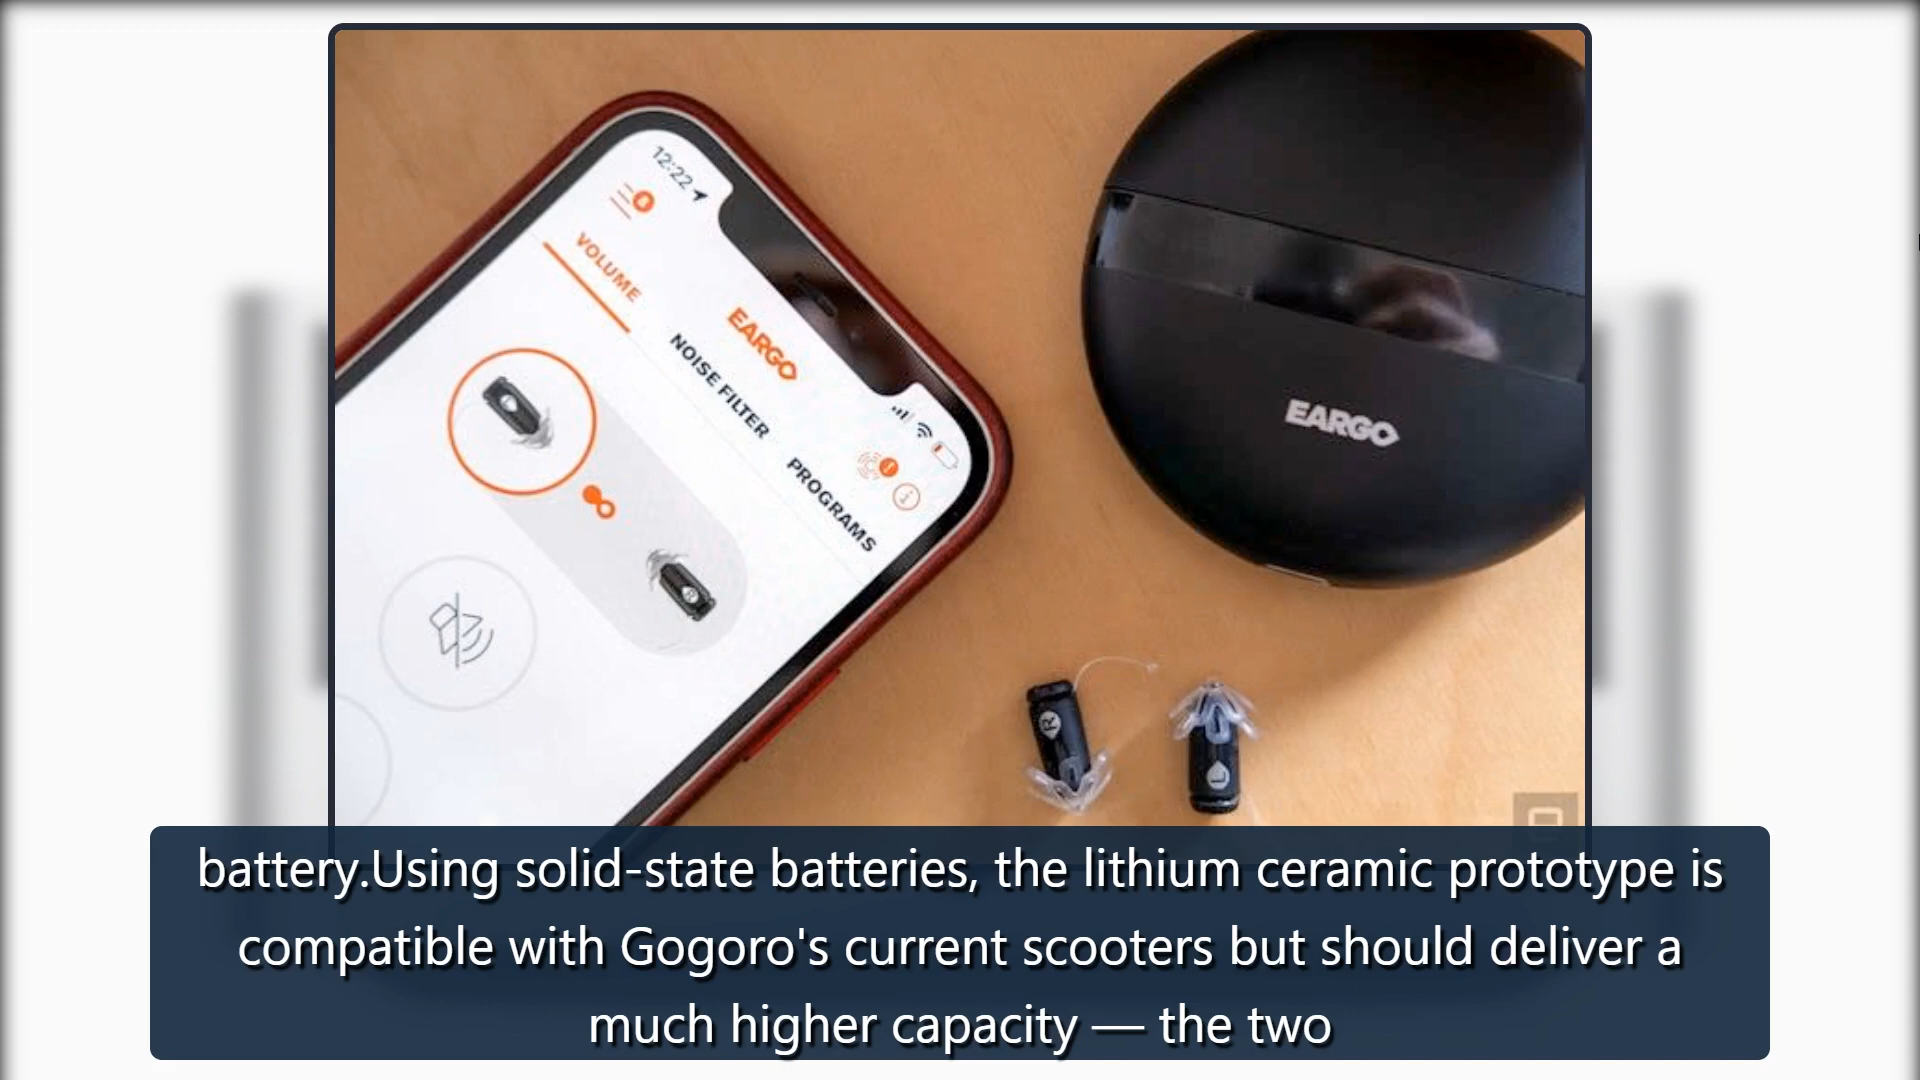 12:22
VOLUME
EARGO
NOISE FILTER
PROGRAMS
L
R
EARGO
R
L
battery.Using solid-state batteries, the lithium ceramic prototype is
compatible with Gogoro's current scooters but should deliver a
much higher capacity — the two